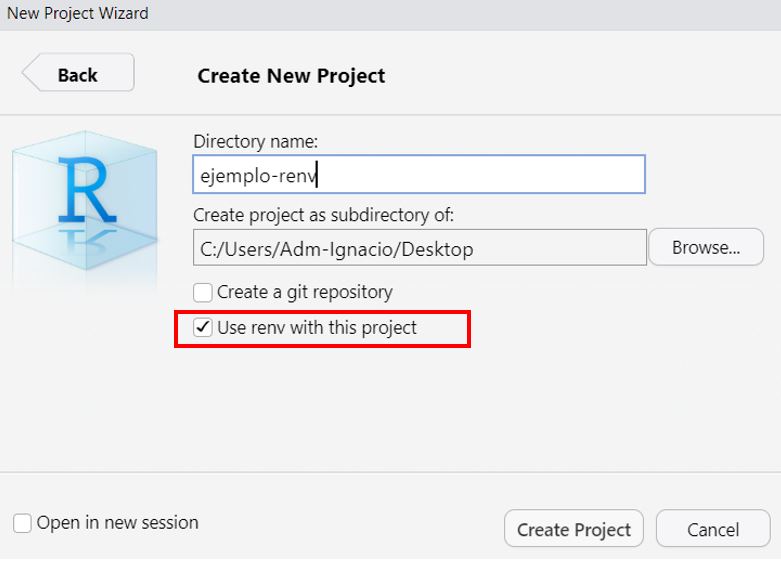 New Project Wizard
Back
Create New Project
R
Directory name:
ejemplo-renv
Create project as subdirectory of:
C:/Users/Adm-Ignacio/Desktop
Browse...
Create a git repository
Use renv with this project
Open in new session
Create Project
Cancel